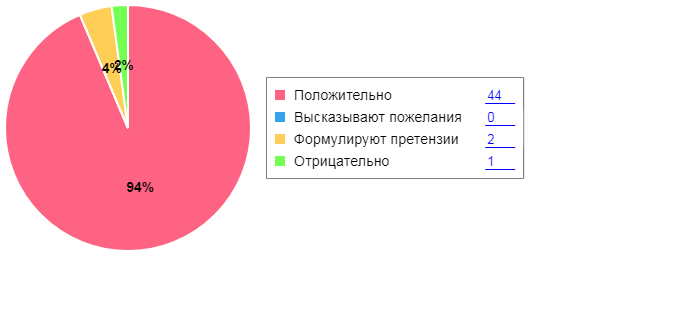 4%
2%
94%
Положительно 44
Высказывают пожелания 0
Формулируют претензии 2
Отрицательно 1